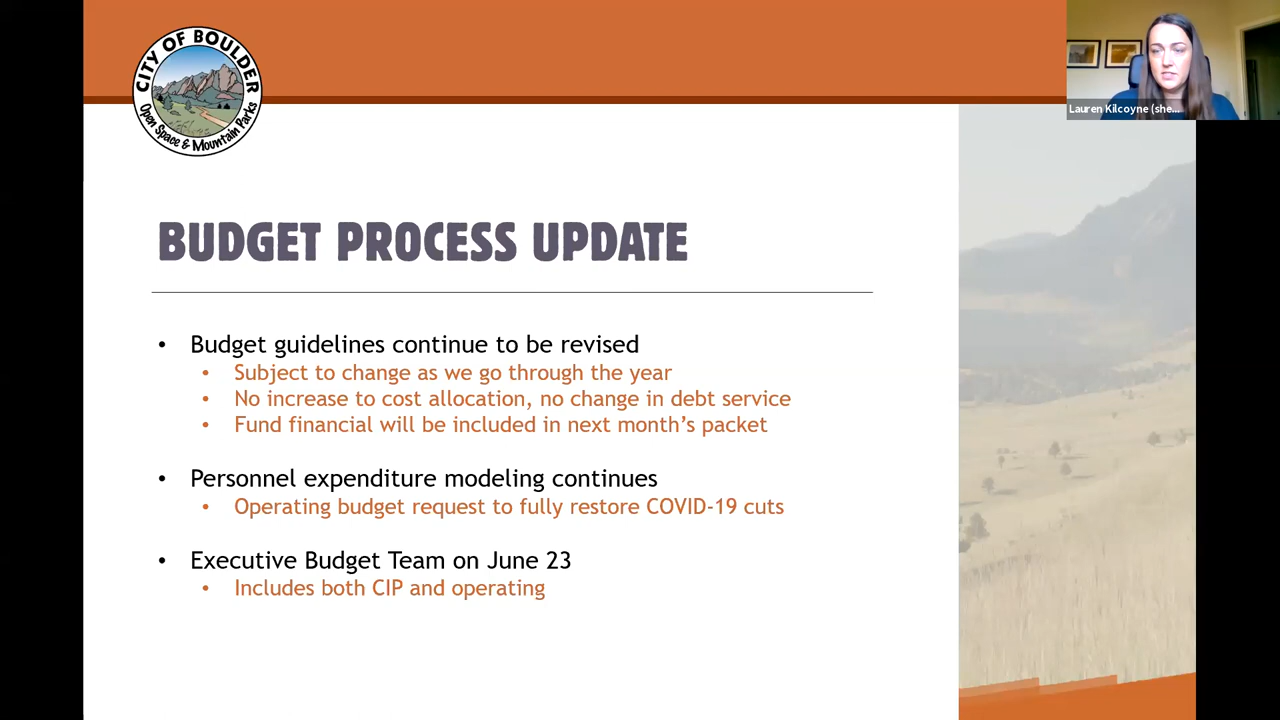 CITY OF BOULDER
Open Space & Mountain Parks
Lauren Kilcoyne (she...
BUDGET PROCESS UPDATE
• Budget guidelines continue to be revised
• Subject to change as we go through the year
• No increase to cost allocation, no change in debt service
• Fund financial will be included in next month's packet
• Personnel expenditure modeling continues
• Operating budget request to fully restore COVID-19 cuts
• Executive Budget Team on June 23
• Includes both CIP and operating